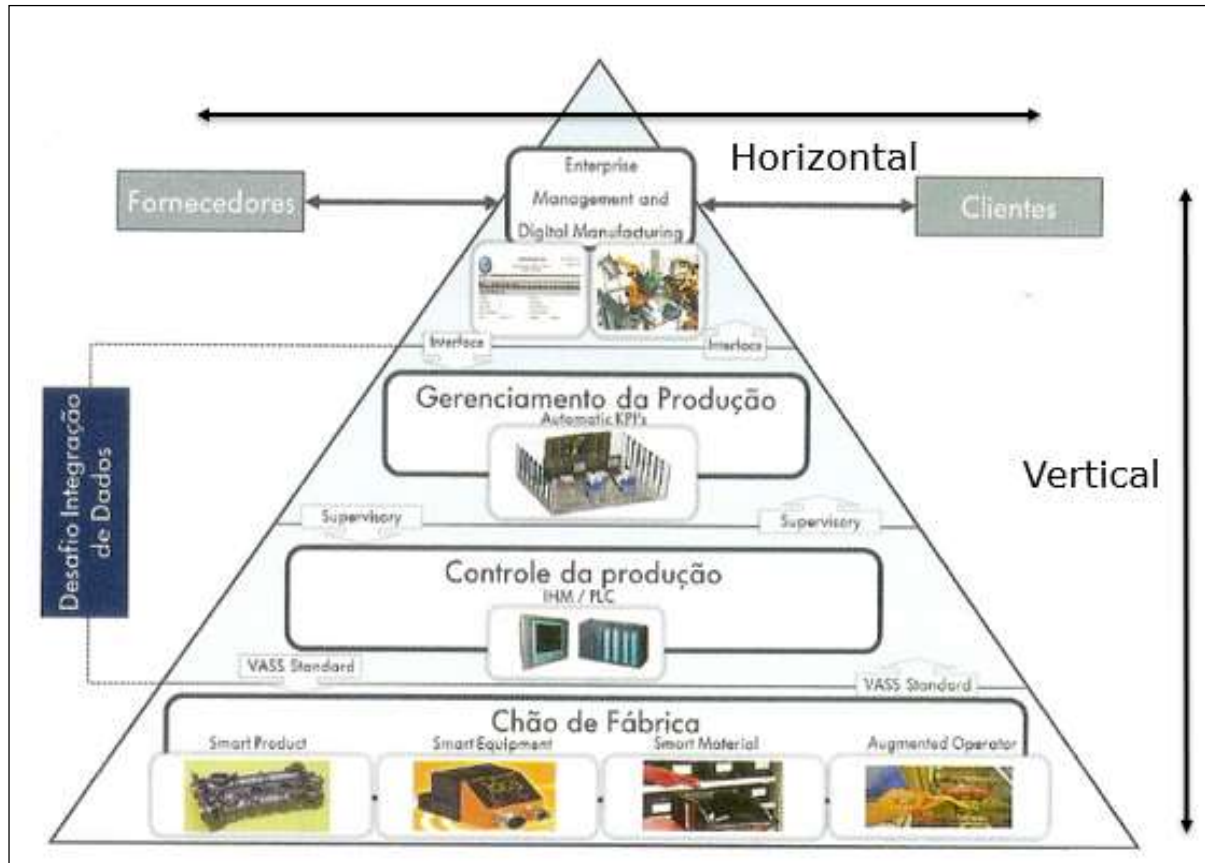 Horizontal
Fornecedores
Enterprise
Management and
Digital Manufacturing
Clientes
Interface
Interface
Gerenciamento da Produção
Automatic KPI's
Vertical
Desafio Integração
de Dados
Supervisory
Supervisory
Controle da produção
IHM / PLC
VASS Standard
VASS Standard
Chão de Fábrica
Smart Product
Smart Equipment
Smart Material
Augmented Operator